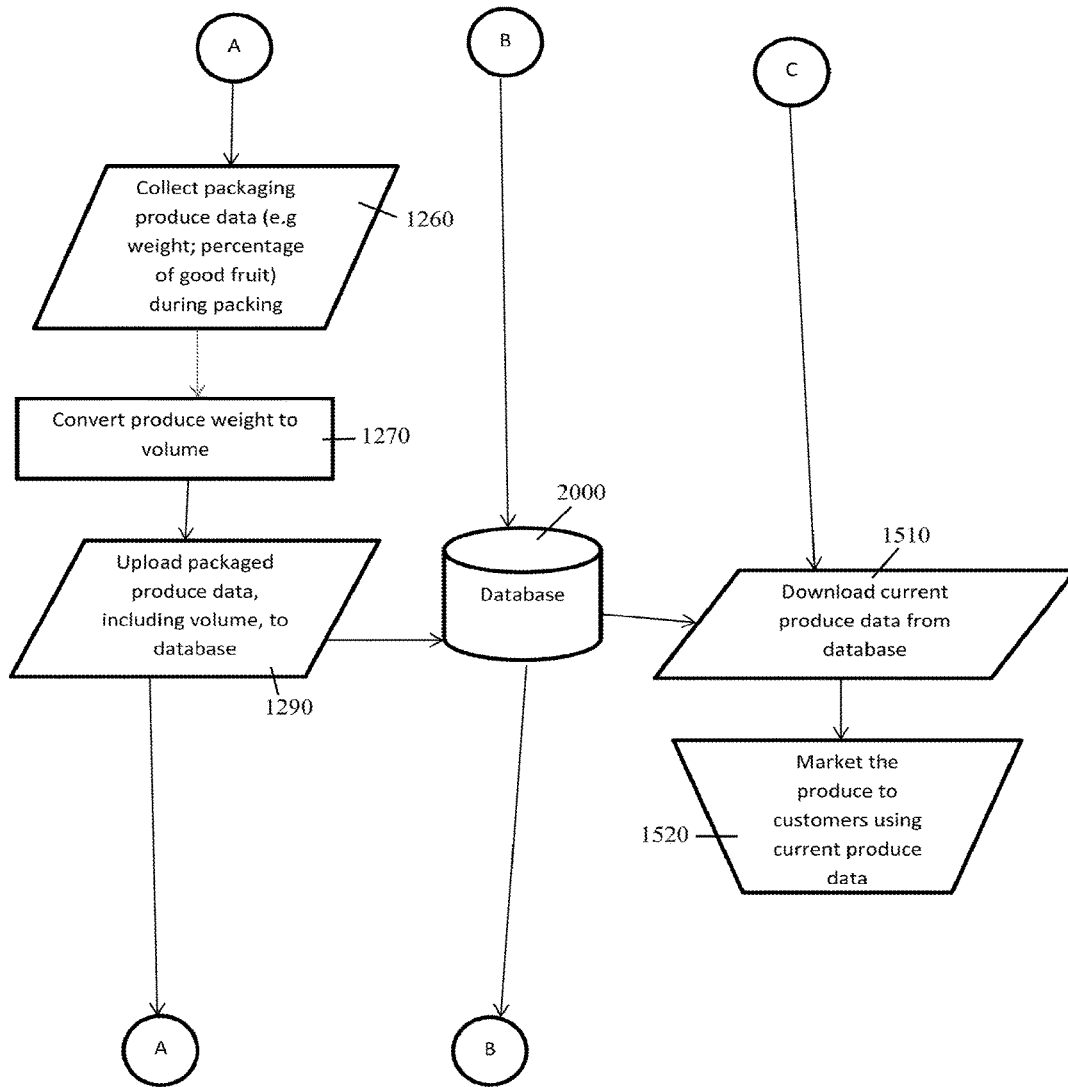 A
B
C
Collect packaging
produce data (e.g
weight; percentage
of good fruit)
during packing
1260
Convert produce weight to
volume
1270
Upload packaged
produce data,
including volume, to
database
1290
2000
Database
1510
Download current
produce data from
database
Market the
produce to
customers using
current produce
data
1520
A
B